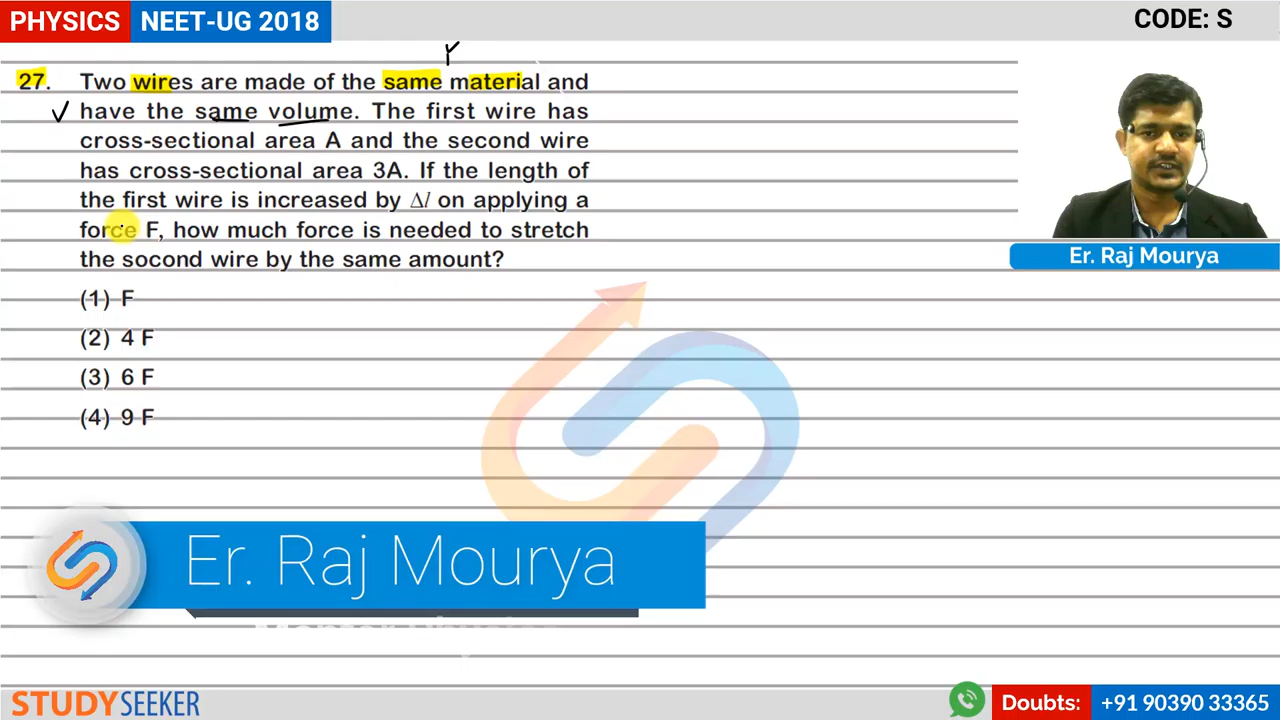 PHYSICS NEET-UG 2018
CODE: S
Y
27. Two wires are made of the same material and
have the same volume. The first wire has
cross-sectional area A and the second wire
has cross-sectional area 3A. If the length of
the first wire is increased by Δl on applying a
force F, how much force is needed to stretch
the socond wire by the same amount?
(1) F
(2) 4 F
(3) 6 F
(4) 9 F
Er. Raj Mourya
Er. Raj Mourya
STUDYSEEKER
Doubts: +91 90390 33365